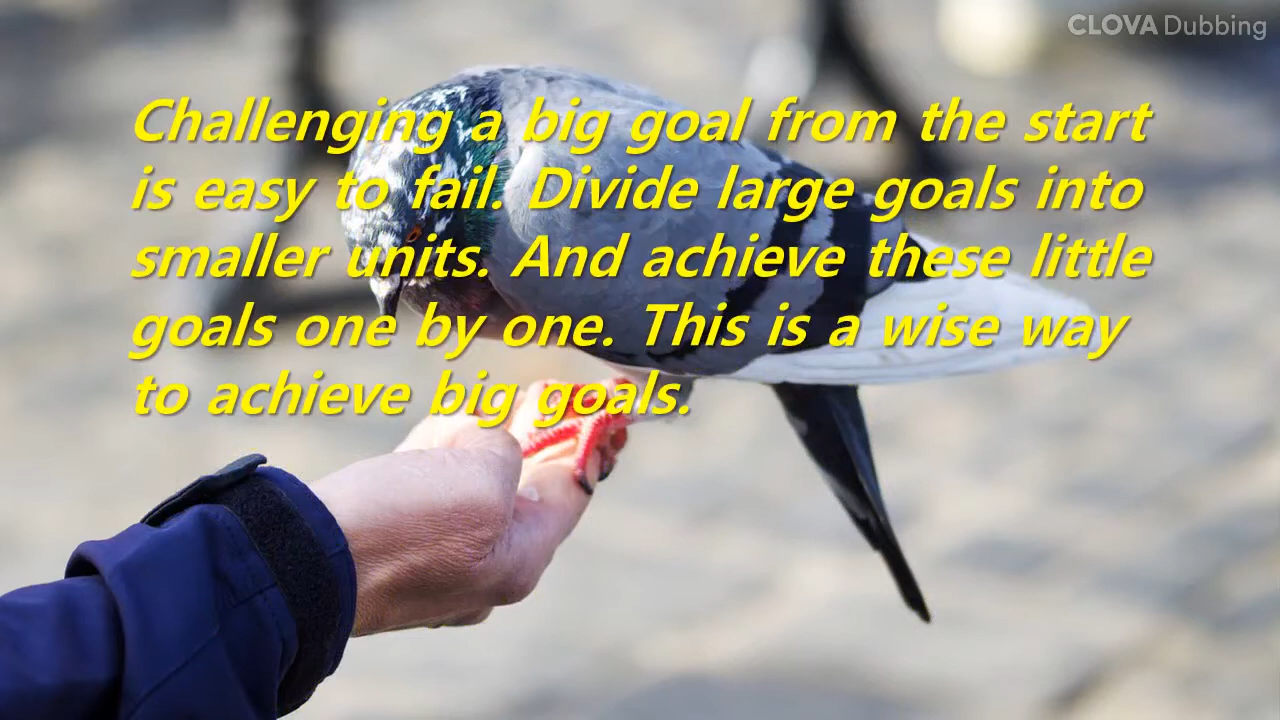 CLOVA Dubbing
Challenging a big goal from the start
is easy to fail. Divide large goals into
smaller units. And achieve these little
goals one by one. This is a wise way
to achieve big goals.